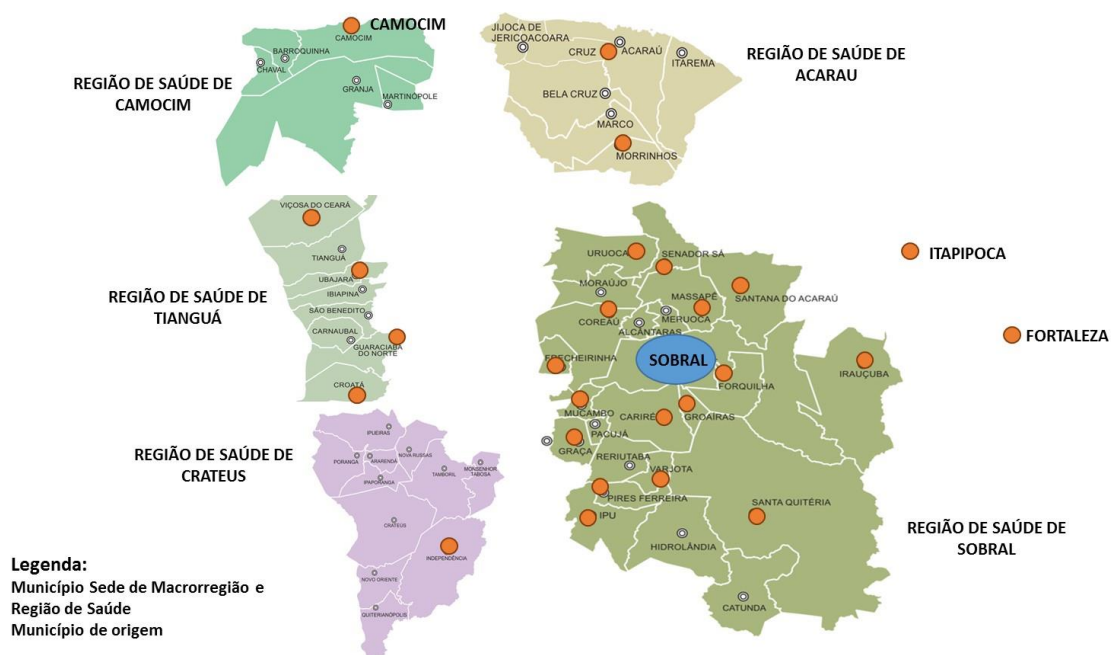 CAMOCIM
CAMOCIM
BARROQUINHA
CHAVAL
GRANJA
MARTINÓPOLE
REGIÃO DE SAÚDE DE
CAMOCIM
JIJOCA DE
JERICOACOARA
CRUZ
ACARAÚ
ITAREMA
BELA CRUZ
MARCO
MORRINHOS
REGIÃO DE SAÚDE DE
ACARAU
VIÇOSA DO CEARÁ
TIANGUÁ
UBAJARA
IBIAPINA
SÃO BENEDITO
CARNAUBAL
GUARACIABA
DO NORTE
CROATÁ
REGIÃO DE SAÚDE DE
TIANGUÁ
URUOCA
SENADOR SÁ
MORAÚJO
MASSAPÊ
SANTANA DO ACARAÚ
COREAÚ
MERUOCA
ALCÂNTARAS
SOBRAL
FRECHEIRINHA
FORQUILHA
IRAUÇUBA
MUCAMBO
CARIRÉ
GROAÍRAS
PACUJÁ
GRAÇA
RERIUTABA
VARJOTA
PIRES FERREIRA
SANTA QUITÉRIA
IPU
HIDROLÂNDIA
CATUNDA
REGIÃO DE SAÚDE DE
SOBRAL
ITAPIPOCA
FORTALEZA
IPUEIRAS
PORANGA
ARARENDÁ
NOVA RUSSAS
MONSENHOR
TABOSA
TAMBORIL
IPAPORANGA
CRATEÚS
INDEPENDÊNCIA
NOVO ORIENTE
QUITERIANÓPOLIS
REGIÃO DE SAÚDE DE
CRATEUS
Legenda:
Município Sede de Macrorregião e
Região de Saúde
Município de origem